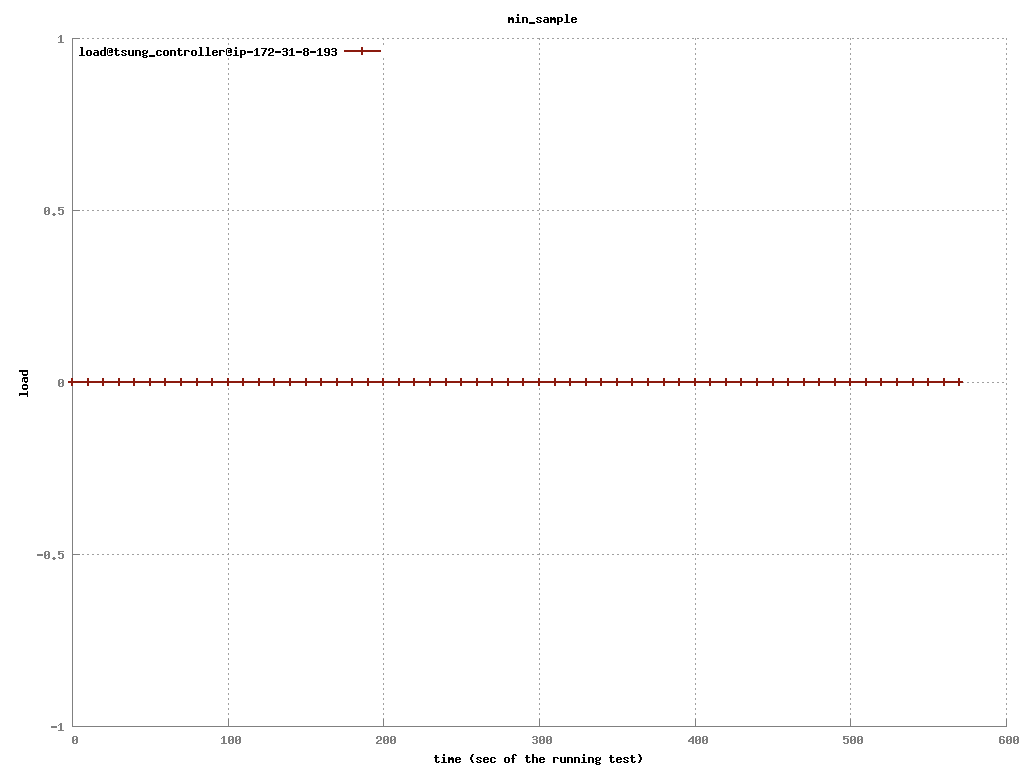 min_sample
load@tsung_controller@ip-172-31-8-193
1
0.5
0
-0.5
-1
load
0 100 200 300 400 500 600
time (sec of the running test)